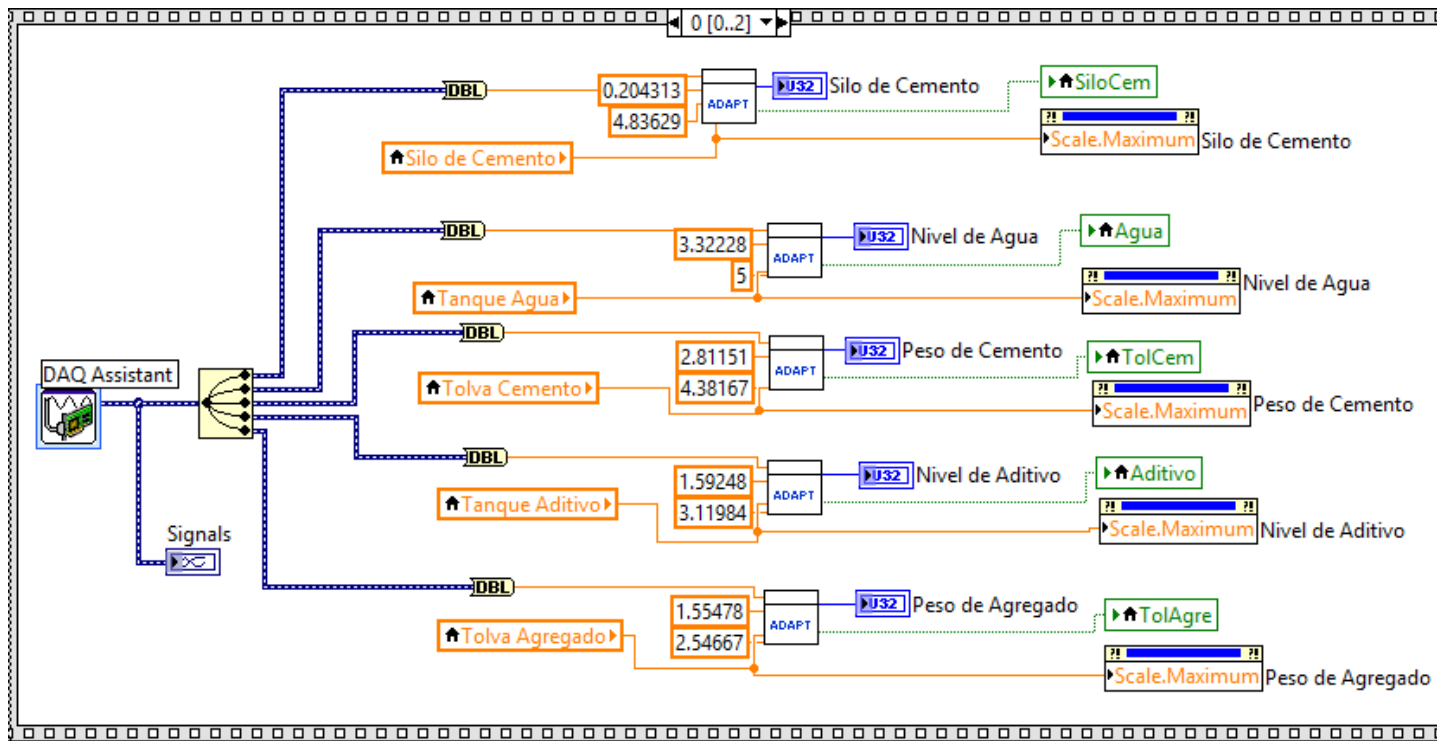 0 [0..2]
DBL
0.204313
4.83629
ADAPT
U32
Silo de Cemento
SiloCem
?!
?!
Scale.Maximum
Silo de Cemento
Silo de Cemento
DBL
3.32228
5
ADAPT
U32
Nivel de Agua
Agua
?!
?!
Scale.Maximum
Nivel de Agua
Tanque Agua
DBL
2.81151
4.38167
ADAPT
U32
Peso de Cemento
TolCem
?!
?!
Scale.Maximum
Peso de Cemento
Tolva Cemento
DAQ Assistant
DBL
1.59248
3.11984
ADAPT
U32
Nivel de Aditivo
Aditivo
?!
?!
Scale.Maximum
Nivel de Aditivo
Tanque Aditivo
Signals
DBL
1.55478
2.54667
ADAPT
U32
Peso de Agregado
TolAgre
?!
?!
Scale.Maximum
Peso de Agregado
Tolva Agregado